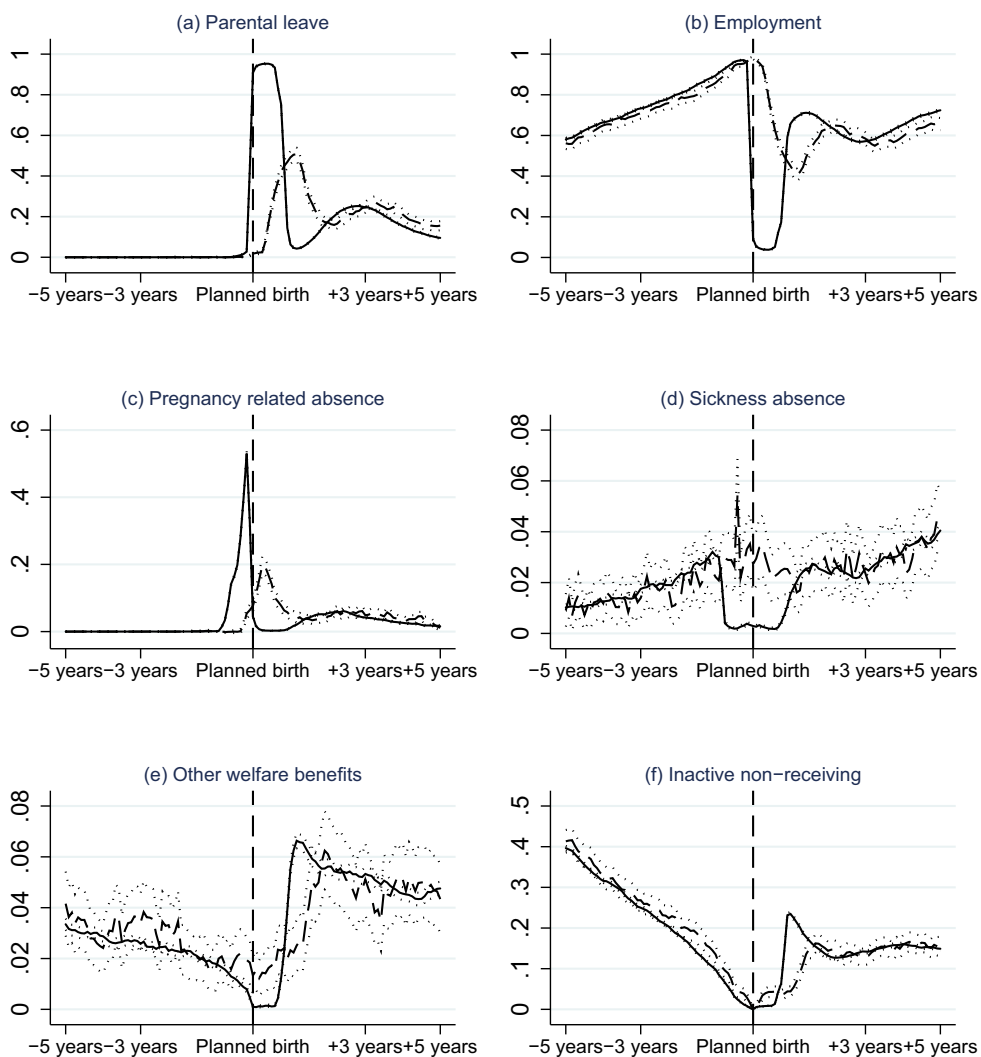 (a) Parental leave
(b) Employment
1
.8
.6
.4
.2
0
1
.8
.6
.4
.2
0
−5 years−3 years Planned birth +3 years+5 years
−5 years−3 years Planned birth +3 years+5 years
(c) Pregnancy related absence
(d) Sickness absence
.6
.4
.2
0
.08
.06
.04
.02
0
−5 years−3 years Planned birth +3 years+5 years
−5 years−3 years Planned birth +3 years+5 years
(e) Other welfare benefits
(f) Inactive non−receiving
.08
.06
.04
.02
0
.5
.4
.3
.2
.1
0
−5 years−3 years Planned birth +3 years+5 years
−5 years−3 years Planned birth +3 years+5 years